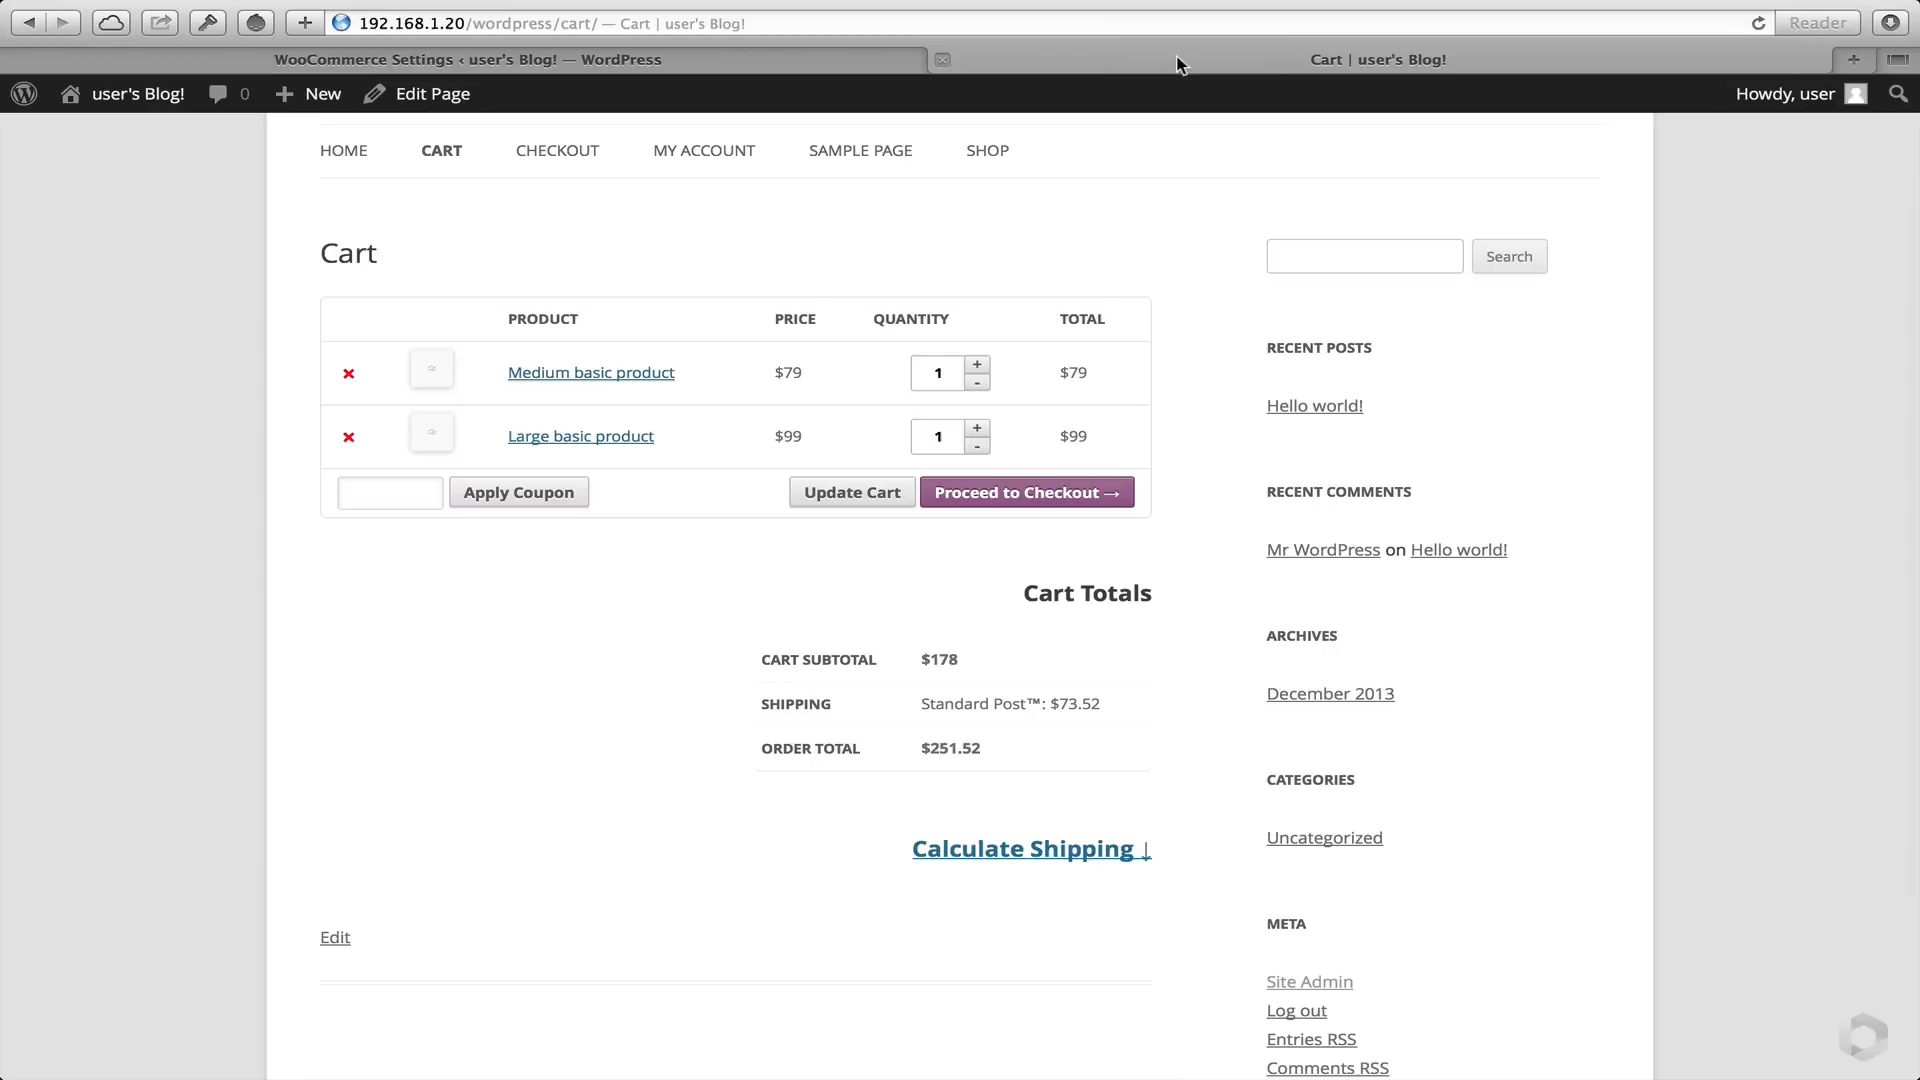 192.168.1.20/wordpress/cart/ — Cart | user's Blog!
Reader
WooCommerce Settings ‹ user's Blog! — WordPress
Cart | user's Blog!
user's Blog!
0
New
Edit Page
Howdy, user
HOME
CART
CHECKOUT
MY ACCOUNT
SAMPLE PAGE
SHOP
Cart
PRODUCT PRICE QUANTITY TOTAL
Medium basic product $79 1 + - $79
Large basic product $99 1 + - $99
Apply Coupon
Update Cart
Proceed to Checkout →
Cart Totals
CART SUBTOTAL $178
SHIPPING Standard Post™: $73.52
ORDER TOTAL $251.52
Calculate Shipping ↓
Edit
Search
RECENT POSTS
Hello world!
RECENT COMMENTS
Mr WordPress on Hello world!
ARCHIVES
December 2013
CATEGORIES
Uncategorized
META
Site Admin
Log out
Entries RSS
Comments RSS